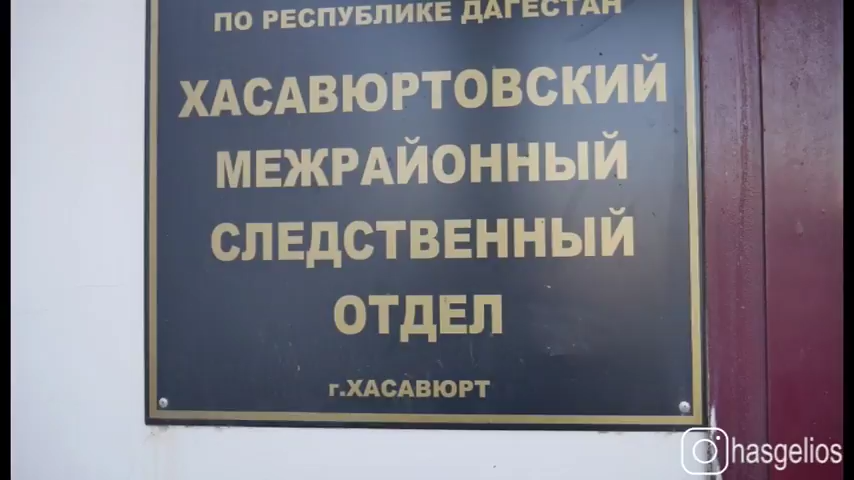 ПО РЕСПУБЛИКЕ ДАГЕСТАН
ХАСАВЮРТОВСКИЙ
МЕЖРАЙОННЫЙ
СЛЕДСТВЕННЫЙ
ОТДЕЛ
г.ХАСАВЮРТ
hasgelios